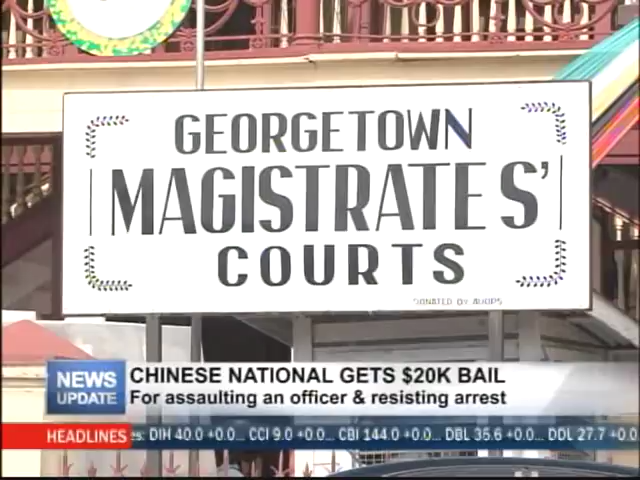 GEORGETOWN
MAGISTRATES'
COURTS
DONATED BY
NEWS UPDATE
CHINESE NATIONAL GETS $20K BAIL
For assaulting an officer & resisting arrest
HEADLINES
s: DIH 40.0 +0.0... CCI 9.0 +0.0... CBI 144.0 +0.0... DBL 35.6 +0.0... DDL 27.7 +0.0